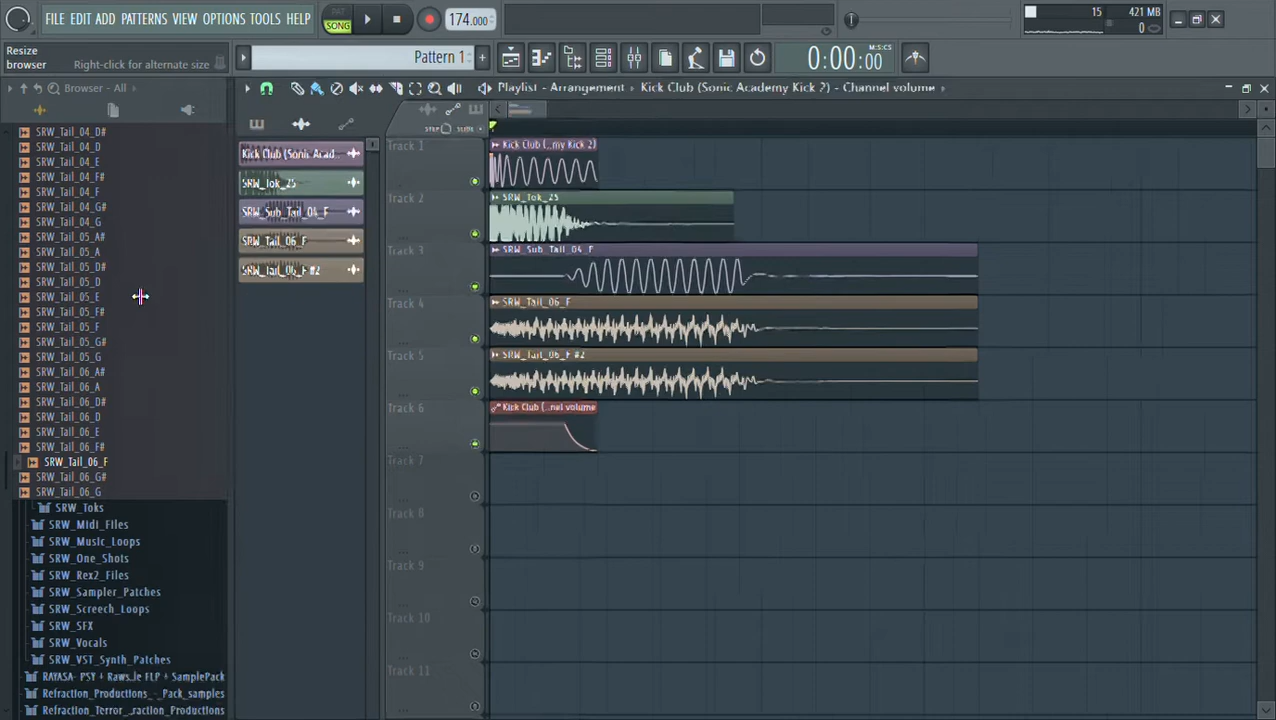 FILE EDIT ADD PATTERNS VIEW OPTIONS TOOLS HELP
PAT
SONG
174.000
15
421 MB
0
Resize
browser
Right-click for alternate size
Pattern 1
0:00:00
M:S:CS
Browser - All
Playlist - Arrangement Kick Club (Sonic Academy Kick 2) - Channel volume
STEP SLIDE
SRW_Tail_04_D#
SRW_Tail_04_D
SRW_Tail_04_E
SRW_Tail_04_F#
SRW_Tail_04_F
SRW_Tail_04_G#
SRW_Tail_04_G
SRW_Tail_05_A#
SRW_Tail_05_A
SRW_Tail_05_D#
SRW_Tail_05_D
SRW_Tail_05_E
SRW_Tail_05_F#
SRW_Tail_05_F
SRW_Tail_05_G#
SRW_Tail_05_G
SRW_Tail_06_A#
SRW_Tail_06_A
SRW_Tail_06_D#
SRW_Tail_06_D
SRW_Tail_06_E
SRW_Tail_06_F#
SRW_Tail_06_F
SRW_Tail_06_G#
SRW_Tail_06_G
SRW_Toks
SRW_Midi_Files
SRW_Music_Loops
SRW_One_Shots
SRW_Rex2_Files
SRW_Sampler_Patches
SRW_Screech_Loops
SRW_SFX
SRW_Vocals
SRW_VST_Synth_Patches
RAYASA- PSY + Raws..le FLP + SamplePack
Refraction_Productions_-_Pack_samples
Refraction_Terror_..raction_Productions
Kick Club (Sonic Acad..
SRW_Tok_25
SRW_Sub_Tail_04_F
SRW_Tail_06_F
SRW_Tail_06_F #2
Track 1
Kick Club (..my Kick 2)
Track 2
SRW_Tok_25
Track 3
SRW_Sub_Tail_04_F
Track 4
SRW_Tail_06_F
Track 5
SRW_Tail_06_F #2
Track 6
Kick Club (..nel volume
Track 7
Track 8
Track 9
Track 10
Track 11